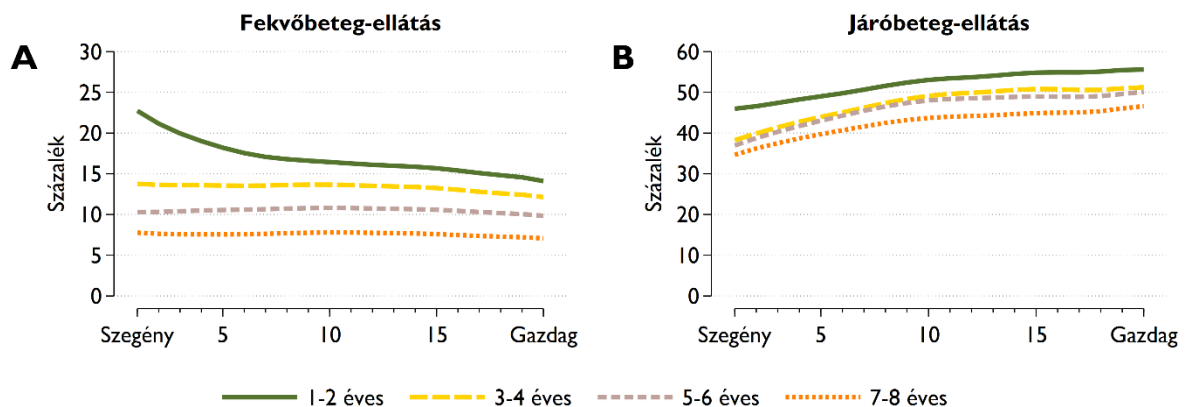 Fekvőbeteg-ellátás
A
Százalék
30
25
20
15
10
5
0
Szegény 5 10 15 Gazdag
Járóbeteg-ellátás
B
Százalék
60
50
40
30
20
10
0
Szegény 5 10 15 Gazdag
1-2 éves 3-4 éves 5-6 éves 7-8 éves